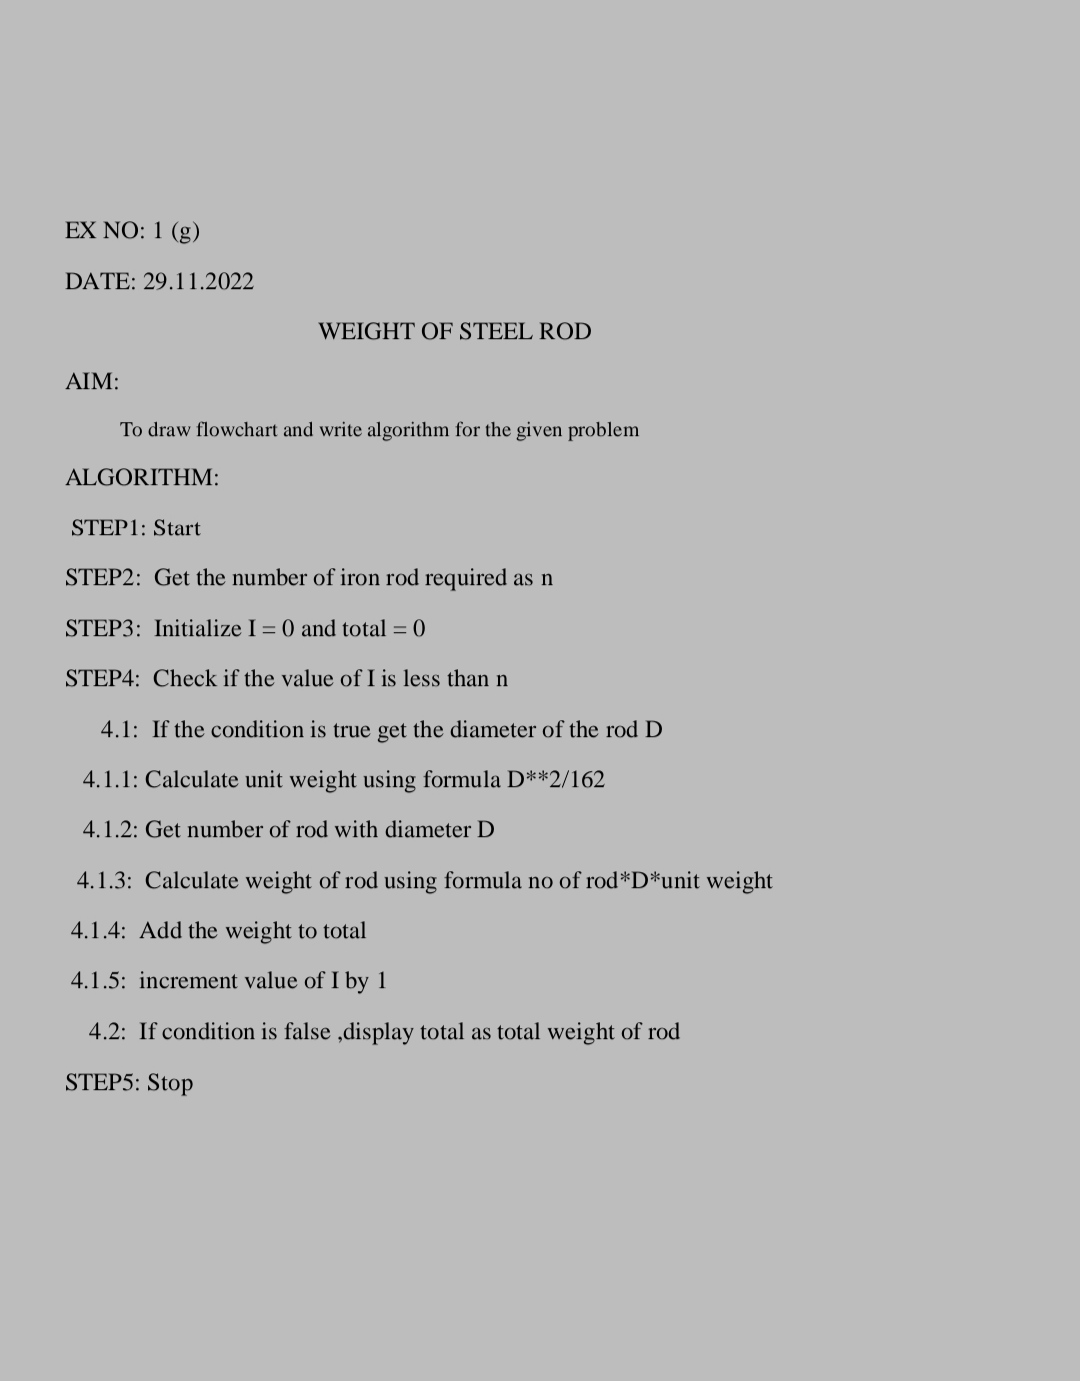 EX NO: 1 (g)
DATE: 29.11.2022
WEIGHT OF STEEL ROD
AIM:
To draw flowchart and write algorithm for the given problem
ALGORITHM:
STEP1: Start
STEP2: Get the number of iron rod required as n
STEP3: Initialize I = 0 and total = 0
STEP4: Check if the value of I is less than n
4.1: If the condition is true get the diameter of the rod D
4.1.1: Calculate unit weight using formula D**2/162
4.1.2: Get number of rod with diameter D
4.1.3: Calculate weight of rod using formula no of rod*D*unit weight
4.1.4: Add the weight to total
4.1.5: increment value of I by 1
4.2: If condition is false ,display total as total weight of rod
STEP5: Stop